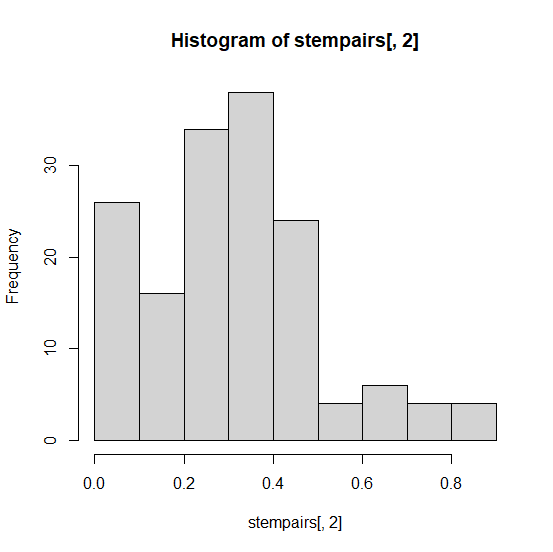 Histogram of stempairs[, 2]
Frequency
30
20
10
0
0.0 0.2 0.4 0.6 0.8
stempairs[, 2]